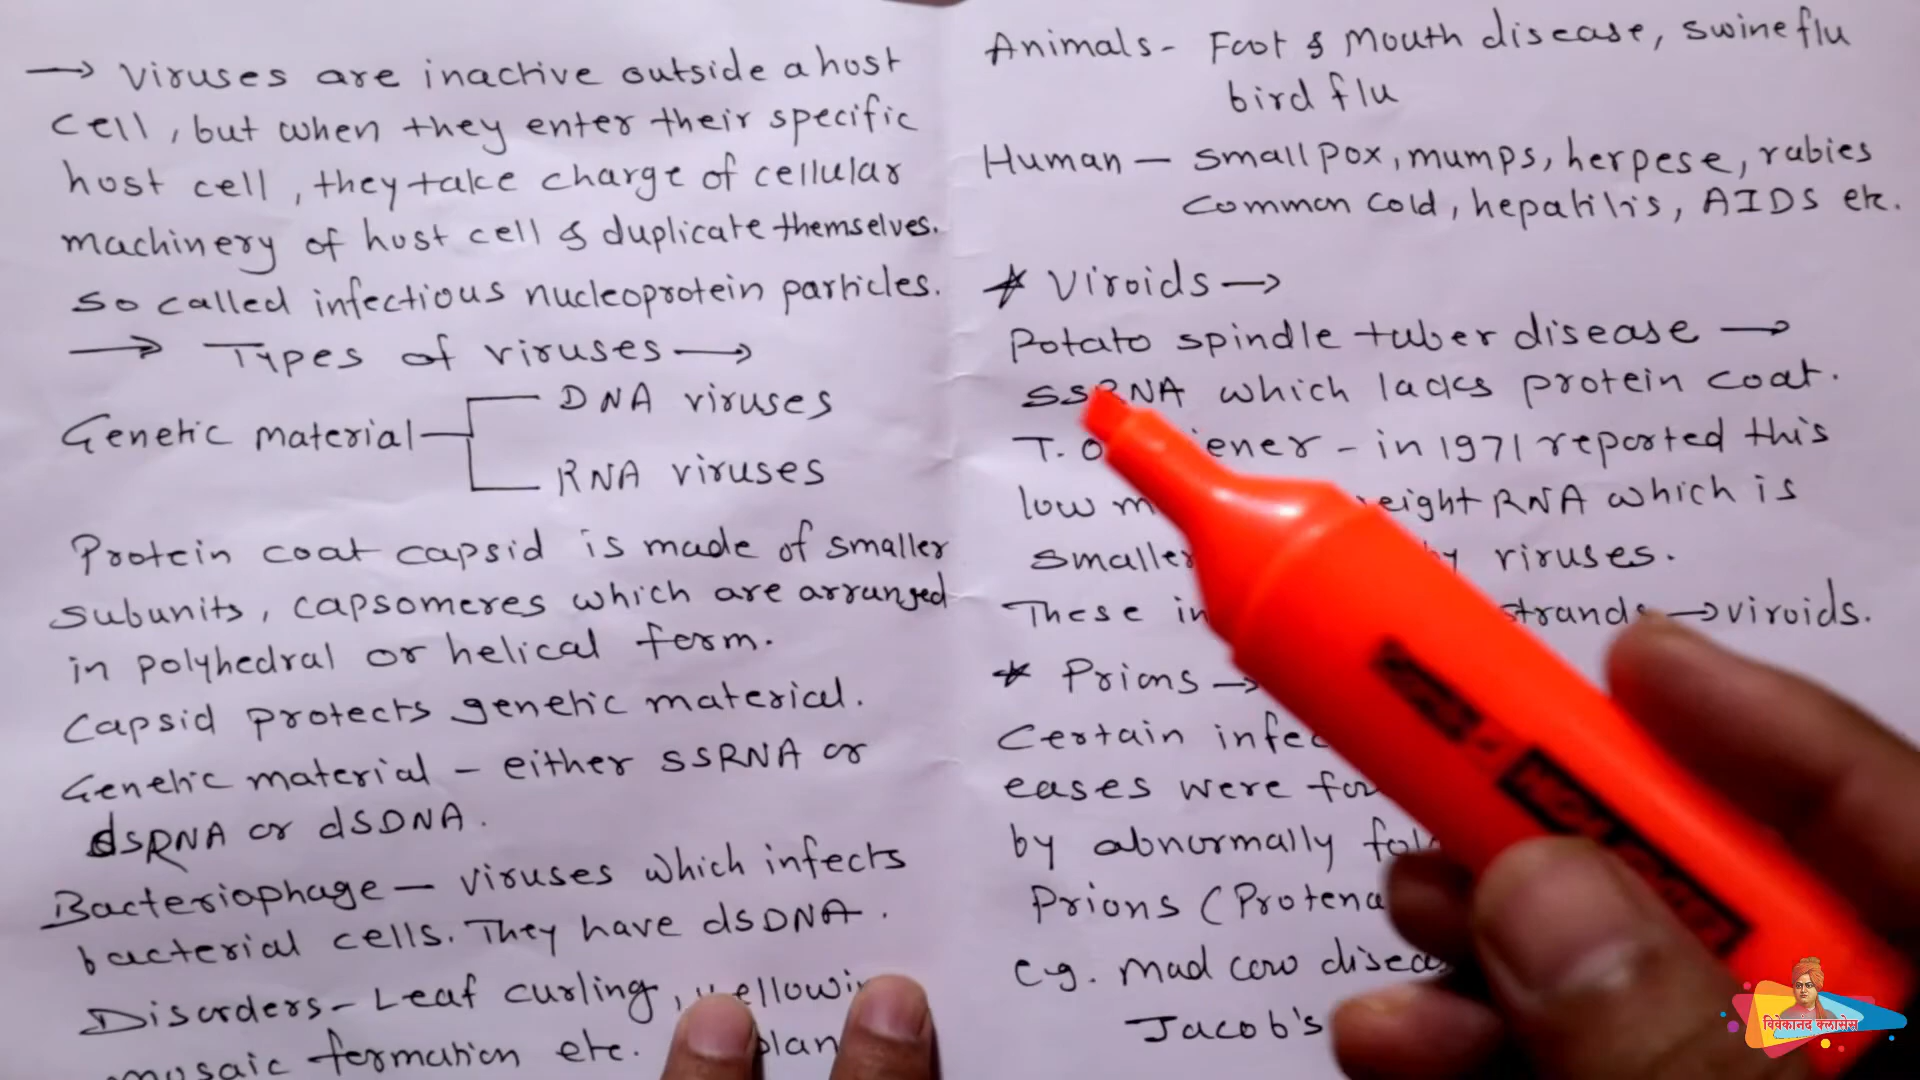 → Viruses are inactive outside a host
cell, but when they enter their specific
host cell, they take charge of cellular
machinery of host cell & duplicate themselves.
So called infectious nucleoprotein particles.
→ Types of viruses →
Genetic material
DNA viruses
RNA viruses
Protein coat capsid is made of smaller
subunits, capsomeres which are arranged
in polyhedral or helical form.
Capsid protects genetic material.
Genetic material - either SSRNA or
dsRNA or dSDNA.
Bacteriophage - viruses which infects
bacterial cells. They have dsDNA.
Disorders - Leaf curling,
mosaic formation etc.
Animals - Foot & Mouth disease, swine flu
bird flu
Human - Small pox, mumps, herpese, rabies
Common cold, hepatitis, AIDS etc.
* Viroids →
Potato spindle tuber disease →
SSRNA which lacks protein coat.
T. O - in 1971 reported this
low RNA which is
smaller viruses.
These strands → viroids.
* Prions →
Certain
eases were
by abnormally
Prions (
e.g. Mad cow
Jacob's
विवेकानंद क्लासेस